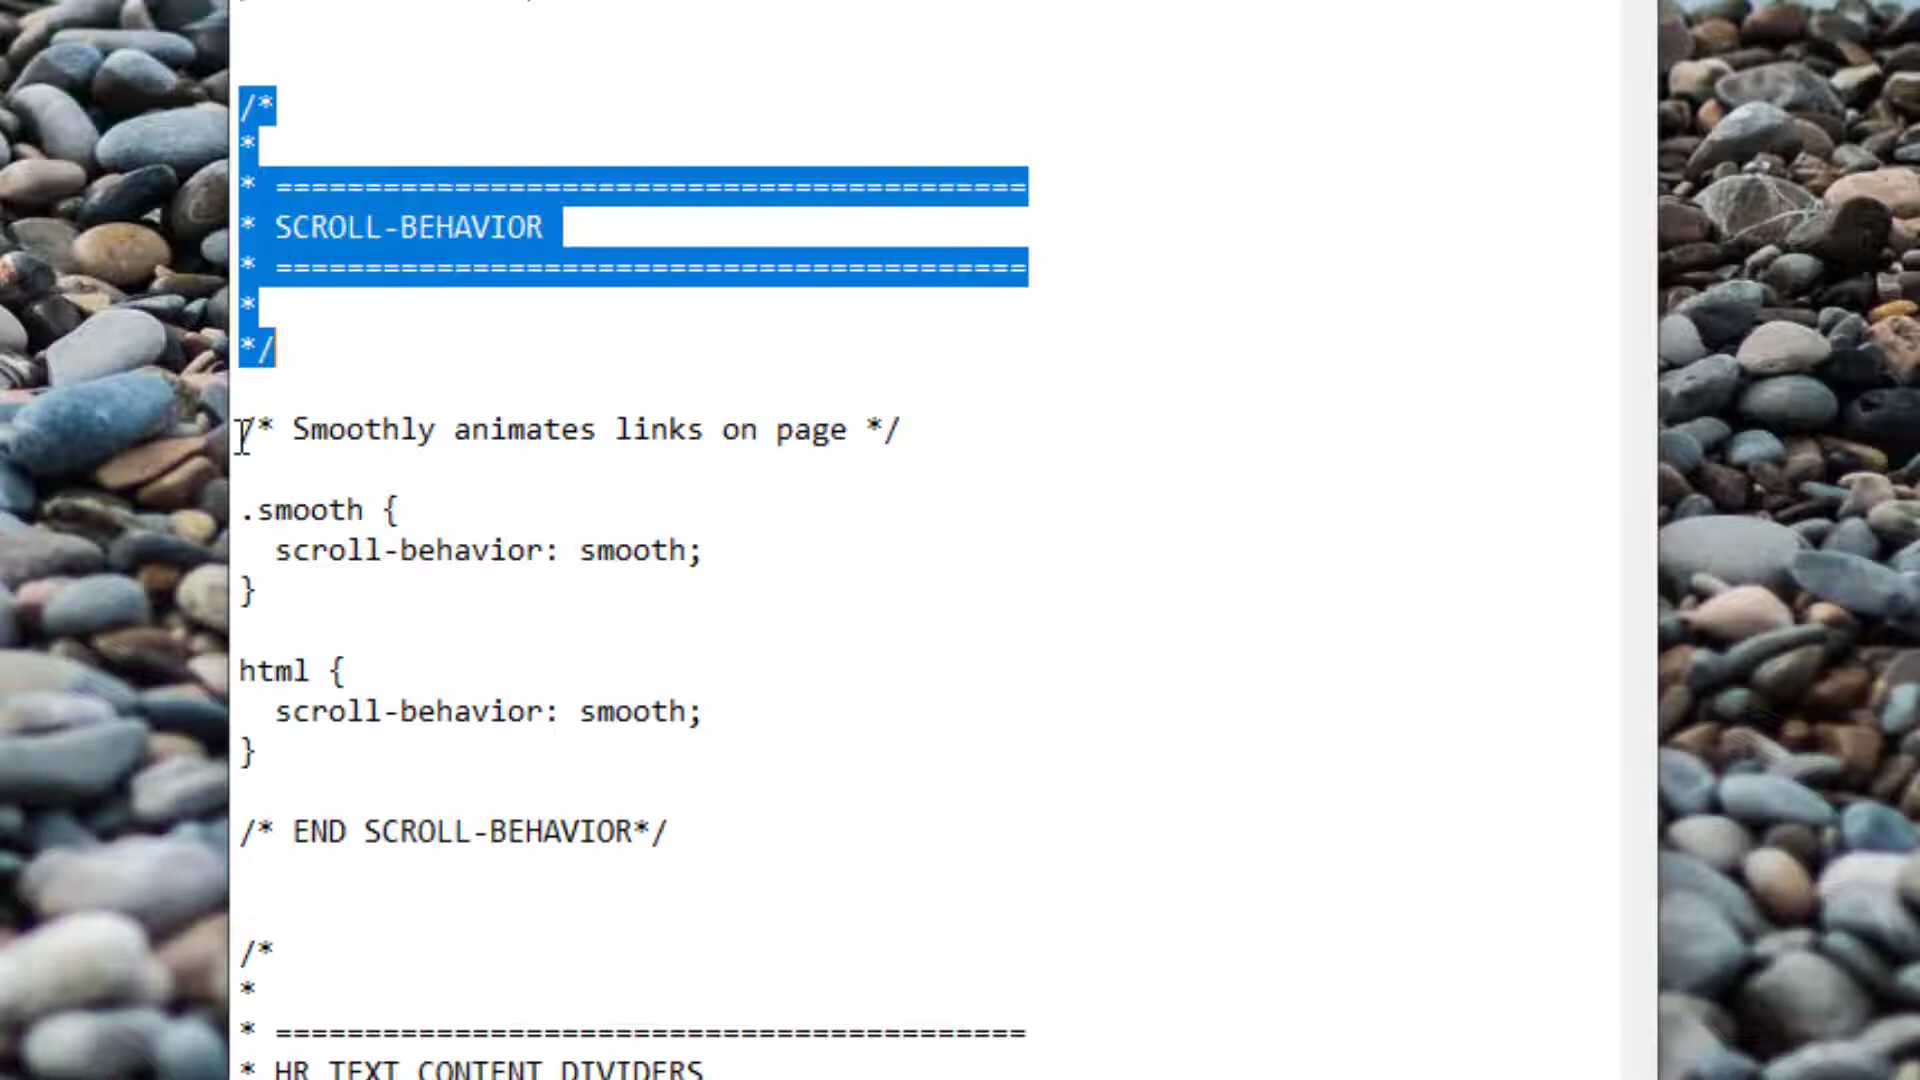 /*
*
* ==========================================
* SCROLL-BEHAVIOR
* ==========================================
*
*/
/* Smoothly animates links on page */
.smooth {
  scroll-behavior: smooth;
}
html {
  scroll-behavior: smooth;
}
/* END SCROLL-BEHAVIOR*/
/*
*
* ==========================================
* HR TEXT CONTENT DIVIDERS